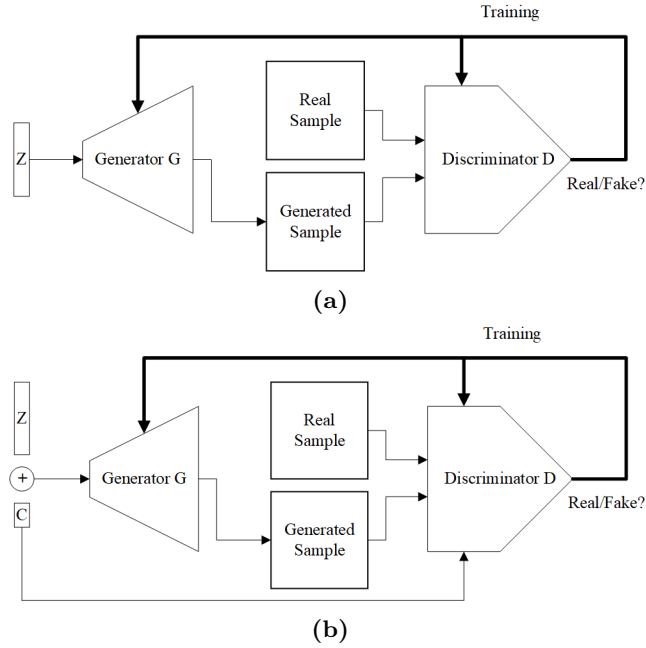 Training
Real
Sample
Z
Generator G
Discriminator D
Real/Fake?
Generated
Sample
(a)
Training
Z
Real
Sample
+
Generator G
Discriminator D
Real/Fake?
C
Generated
Sample
(b)